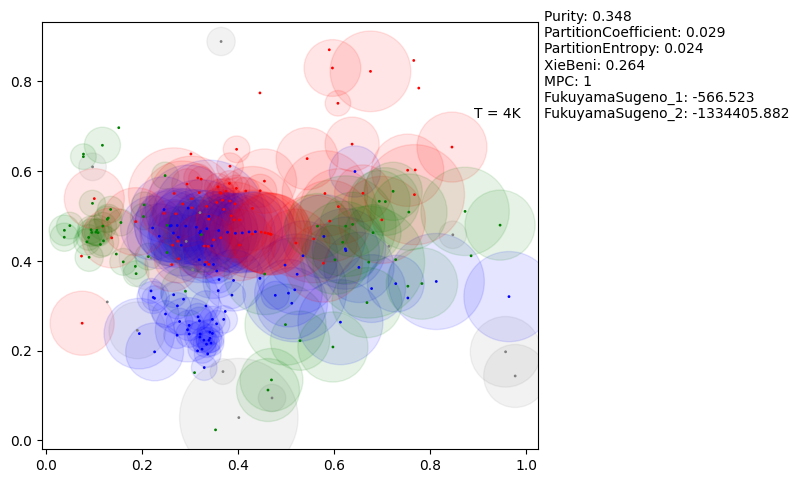 Purity: 0.348
PartitionCoefficient: 0.029
PartitionEntropy: 0.024
XieBeni: 0.264
MPC: 1
FukuyamaSugeno_1: -566.523
FukuyamaSugeno_2: -1334405.882
T = 4K
0.8
0.6
0.4
0.2
0.0
0.0 0.2 0.4 0.6 0.8 1.0